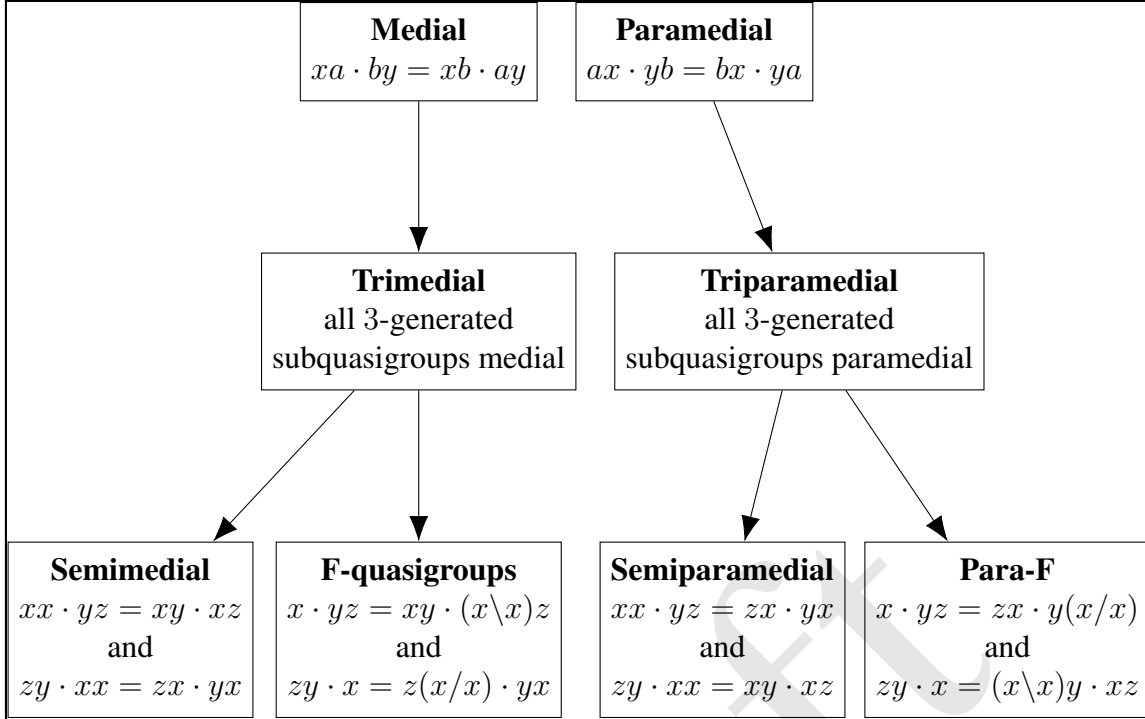 Medial
xa · by = xb · ay
Paramedial
ax · yb = bx · ya
Trimedial
all 3-generated
subquasigroups medial
Triparamedial
all 3-generated
subquasigroups paramedial
Semimedial
xx · yz = xy · xz
and
zy · xx = zx · yx
F-quasigroups
x · yz = xy · (x\x)z
and
zy · x = z(x/x) · yx
Semiparamedial
xx · yz = zx · yx
and
zy · xx = xy · xz
Para-F
x · yz = zx · y(x/x)
and
zy · x = (x\x)y · xz